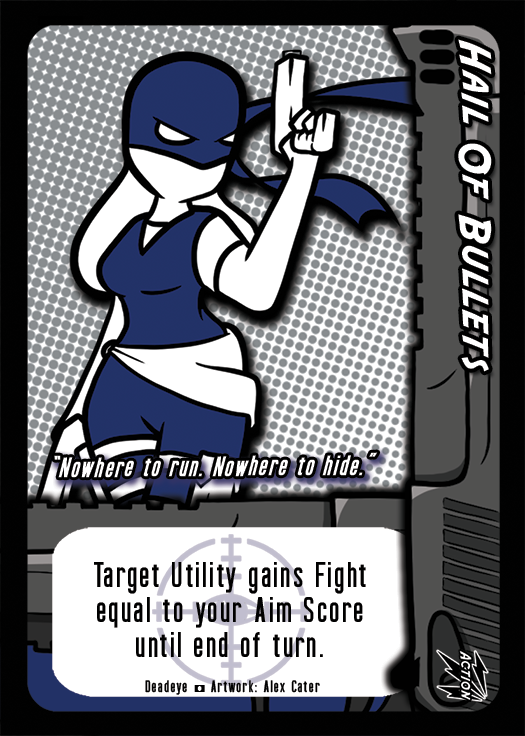 Hail of Bullets
"Nowhere to run. Nowhere to hide."
Target Utility gains Fight
equal to your Aim Score
until end of turn.
Deadeye Artwork: Alex Cater
Action